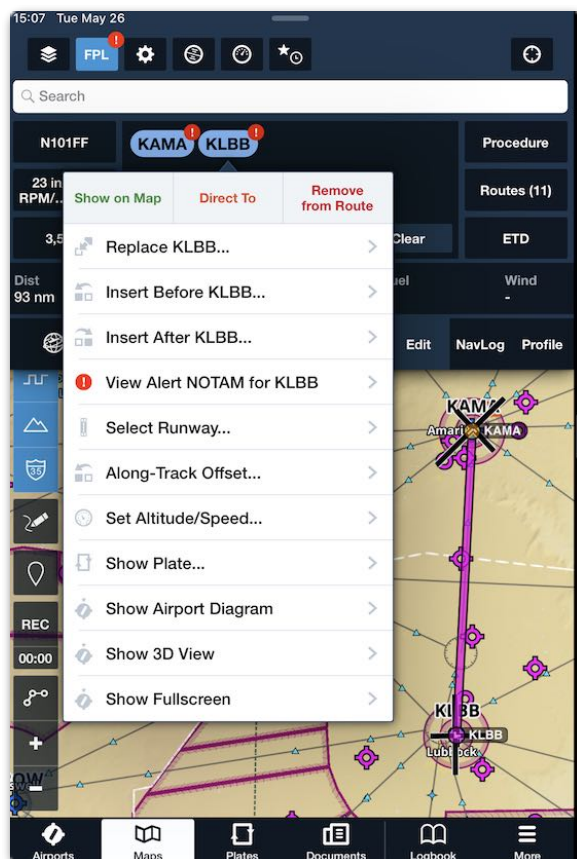 15:07 Tue May 26
FPL
Search
N101FF
KAMA KLBB
Procedure
23 in
RPM/..
Routes (11)
3,5
Clear
ETD
Show on Map
Direct To
Remove
from Route
Replace KLBB...
Insert Before KLBB...
Insert After KLBB...
View Alert NOTAM for KLBB
Select Runway...
Along-Track Offset...
Set Altitude/Speed...
Show Plate...
Show Airport Diagram
Show 3D View
Show Fullscreen
Dist
93 nm
uel
Wind
-
Edit
NavLog
Profile
35
REC
00:00
KAMA
Amari
KAMA
KLBB
KLBB
Lubbock
OW
Airports
Maps
Plates
Documents
Logbook
More